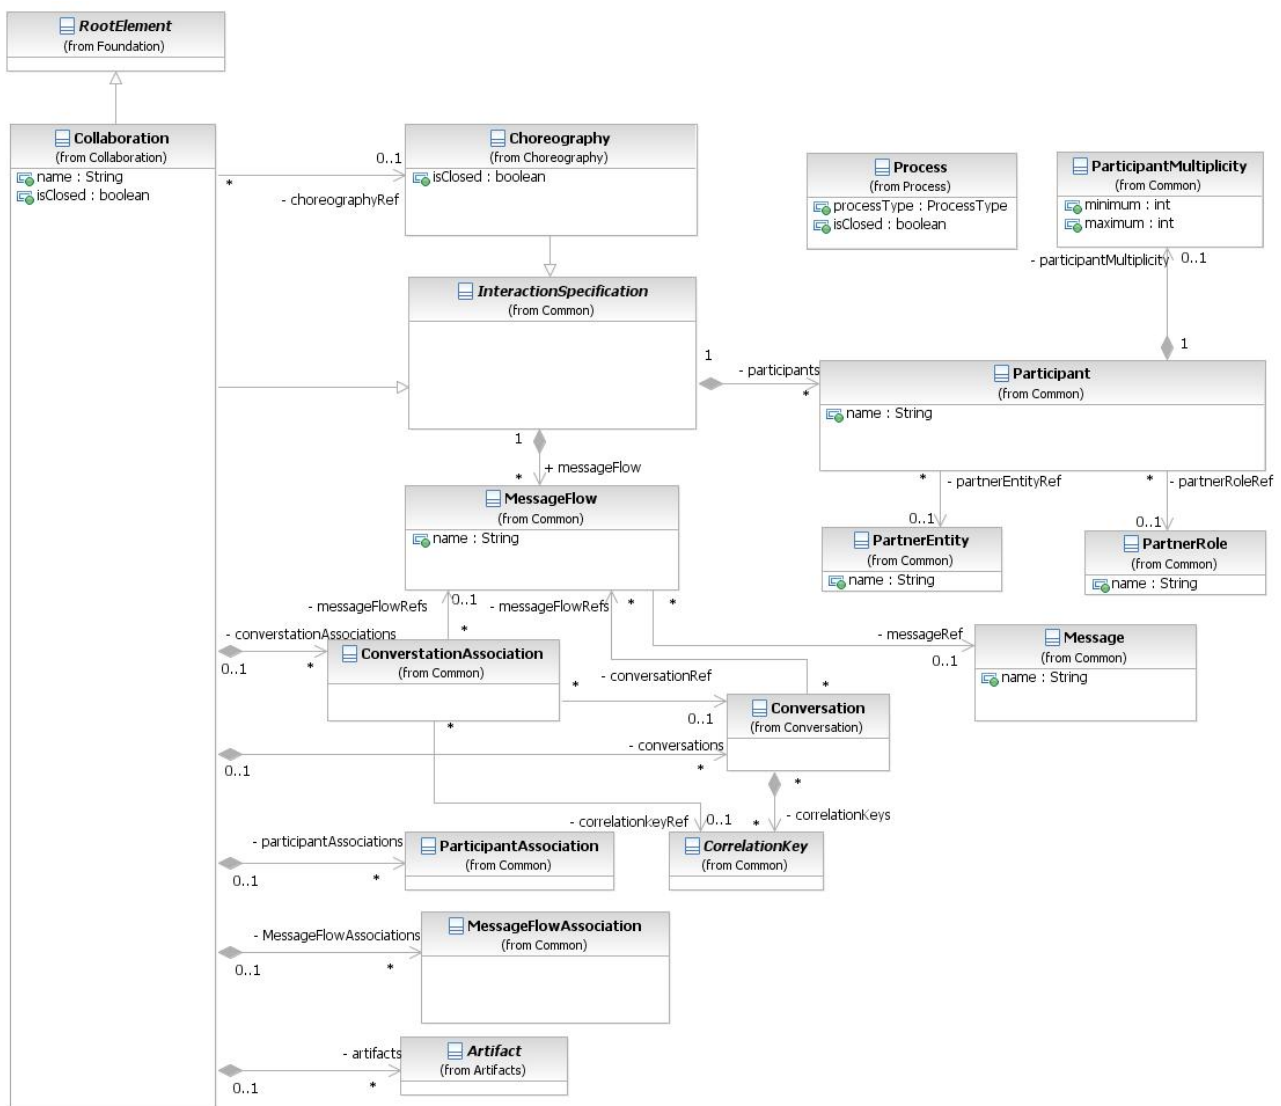 RootElement
(from Foundation)
Collaboration
(from Collaboration)
name : String
isClosed : boolean
*
0..1
- choreographyRef
Choreography
(from Choreography)
isClosed : boolean
Process
(from Process)
processType : ProcessType
isClosed : boolean
ParticipantMultiplicity
(from Common)
minimum : int
maximum : int
- participantMultiplicity
0..1
1
InteractionSpecification
(from Common)
1
- participants
*
Participant
(from Common)
name : String
1
+ messageFlow
*
* - partnerEntityRef
0..1
* - partnerRoleRef
0..1
MessageFlow
(from Common)
name : String
PartnerEntity
(from Common)
name : String
PartnerRole
(from Common)
name : String
- messageFlowRefs
0..1
*
- messageFlowRefs
*
*
- messageRef
0..1
Message
(from Common)
name : String
- converstationAssociations
0..1
*
ConverstationAssociation
(from Common)
*
- conversationRef
0..1
*
Conversation
(from Conversation)
*
- conversations
0..1
*
*
- correlationKeys
*
- correlationkeyRef
0..1
- participantAssociations
0..1
*
ParticipantAssociation
(from Common)
CorrelationKey
(from Common)
- MessageFlowAssociations
0..1
*
MessageFlowAssociation
(from Common)
- artifacts
0..1
*
Artifact
(from Artifacts)